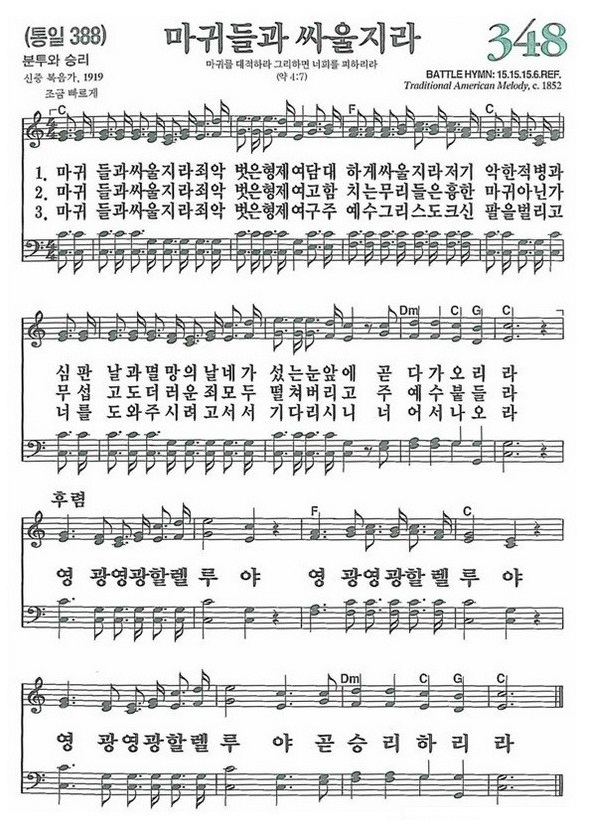 (통일 388)
마귀들과 싸울지라
348
분투와 승리
마귀를 대적하라 그리하면 너희를 피하리라
(약 4:7)
신중 복음가, 1919
BATTLE HYMN: 15.15.15.6.REF.
Traditional American Melody, c. 1852
조금 빠르게
C F C
1. 마귀 들과싸울지라죄악 벗은형제여담대 하게싸울지라저기 악한적병과
2. 마귀 들과싸울지라죄악 벗은형제여고함 치는무리들은흉한 마귀아닌가
3. 마귀 들과싸울지라죄악 벗은형제여구주 예수그리스도크신 팔을벌리고
Dm C G C
심판 날과멸망의날네가 섰는눈앞에 곧 다가오리라
무섭고도더러운죄모두 떨쳐버리고 주 예수붙들라
너를 도와주시려고서서 기다리시니 너 어서나오라
후렴
F C
영 광영광할렐루 야 영 광영광할렐루 야
Dm C G C
영 광영광할렐루 야 곧승리하리라